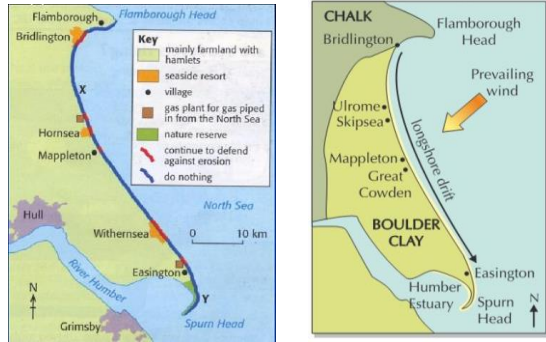 Flamborough
Flamborough Head
Bridlington
Key
mainly farmland with
hamlets
seaside resort
village
gas plant for gas piped
in from the North Sea
nature reserve
continue to defend
against erosion
do nothing
X
Hornsea
Mappleton
North Sea
Hull
Withernsea
0 10 km
River Humber
Easington
N
Y
Grimsby
Spurn Head
CHALK
Flamborough
Head
Bridlington
Prevailing
wind
Ulrome
Skipsea
longshore drift
Mappleton
Great
Cowden
BOULDER
CLAY
Easington
Humber
Estuary
Spurn
Head
N